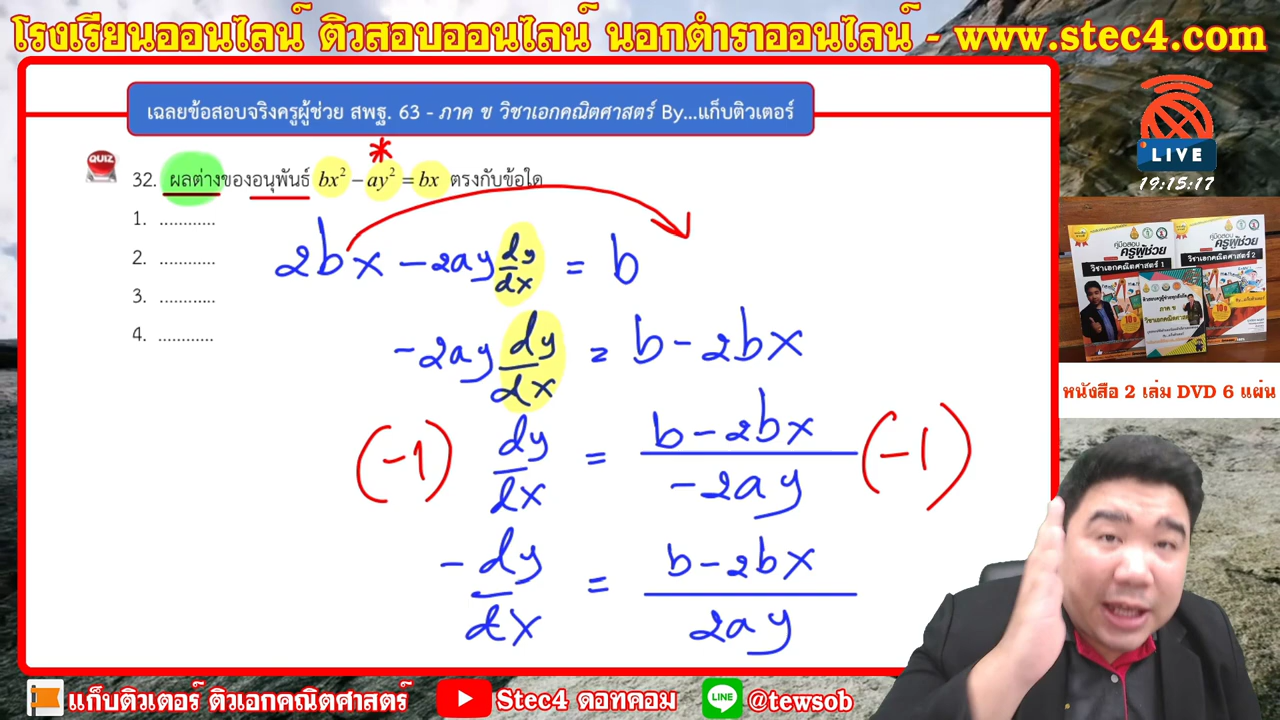 โรงเรียนออนไลน์ ติวสอบออนไลน์ นอกตำราออนไลน์ - www.stec4.com
เฉลยข้อสอบจริงครูผู้ช่วย สพฐ. 63 - ภาค ข วิชาเอกคณิตศาสตร์ By...แก็บติวเตอร์
QUIZ
32. ผลต่างของอนุพันธ์ bx² − ay² = bx ตรงกับข้อใด
*
1. ............
2. ............
3. ............
4. ............
2bx − 2ay dy/dx = b
−2ay dy/dx = b − 2bx
(−1) dy/dx = (b − 2bx)/(−2ay) (−1)
− dy/dx = (b − 2bx)/(2ay)
LIVE
19:15:17
คู่มือสอบ
ครูผู้ช่วย
วิชาเอกคณิตศาสตร์ 1
คู่มือสอบ
ครูผู้ช่วย
วิชาเอกคณิตศาสตร์ 2
ภาค ข
หนังสือ 2 เล่ม DVD 6 แผ่น
แก็บติวเตอร์ ติวเอกคณิตศาสตร์
Stec4 ดอทคอม
LINE
@tewsob